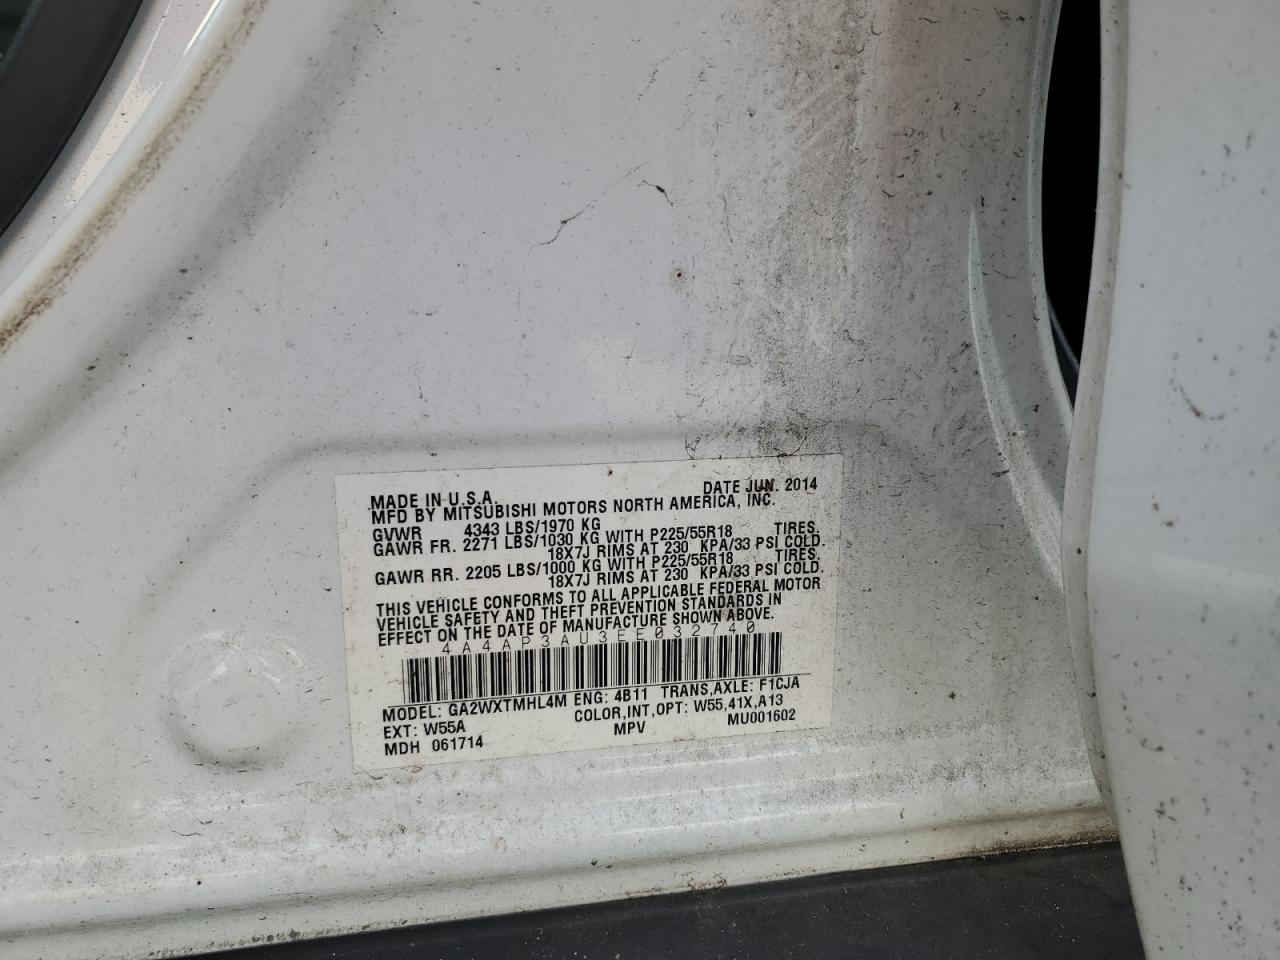 MADE IN U.S.A. DATE JUN. 2014
MFD BY MITSUBISHI MOTORS NORTH AMERICA, INC.
GVWR 4343 LBS/1970 KG
GAWR FR. 2271 LBS/1030 KG WITH P225/55R18 TIRES.
18X7J RIMS AT 230 KPA/33 PSI COLD.
GAWR RR. 2205 LBS/1000 KG WITH P225/55R18 TIRES.
18X7J RIMS AT 230 KPA/33 PSI COLD.
THIS VEHICLE CONFORMS TO ALL APPLICABLE FEDERAL MOTOR
VEHICLE SAFETY AND THEFT PREVENTION STANDARDS IN
EFFECT ON THE DATE OF MANUFACTURE SHOWN ABOVE.
4A4AP3AU3EE032740
MODEL: GA2WXTMHL4M ENG: 4B11 TRANS,AXLE: F1CJA
EXT: W55A COLOR,INT,OPT: W55,41X,A13
MDH 061714 MPV MU001602